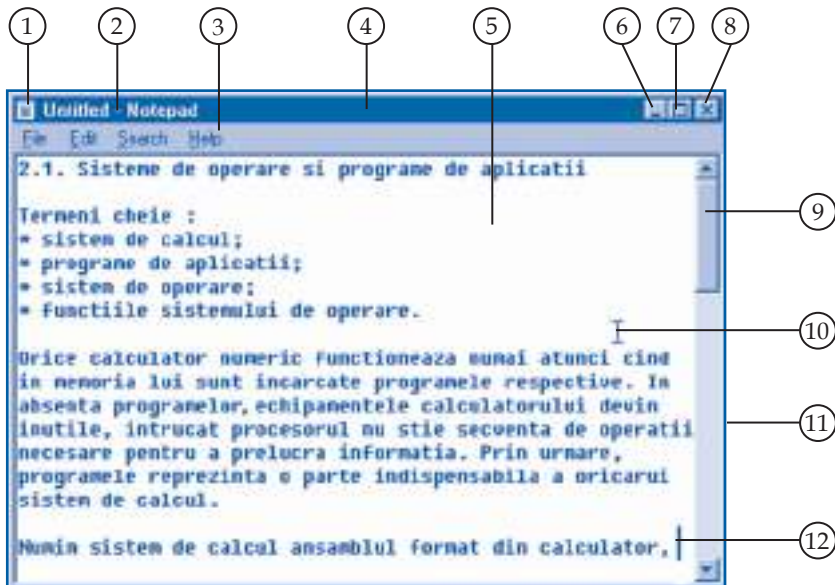 1 2 3 4 5 6 7 8
Untitled - Notepad
File Edit Search Help
2.1. Sisteme de operare si programe de aplicatii
Termeni cheie :
* sistem de calcul;
* programe de aplicatii;
* sistem de operare;
* Functiile sistemului de operare.
Orice calculator numeric functioneaza numai atunci cind
in memoria lui sunt incarcate programele respective. In
absenta programelor, echipamentele calculatorului devin
inutile, intrucat procesorul nu stie secventa de operatii
necesare pentru a prelucra informatia. Prin urmare,
programele reprezinta o parte indispensabila a oricarui
sistem de calcul.
Numim sistem de calcul ansamblul format din calculator,
9
10
11
12